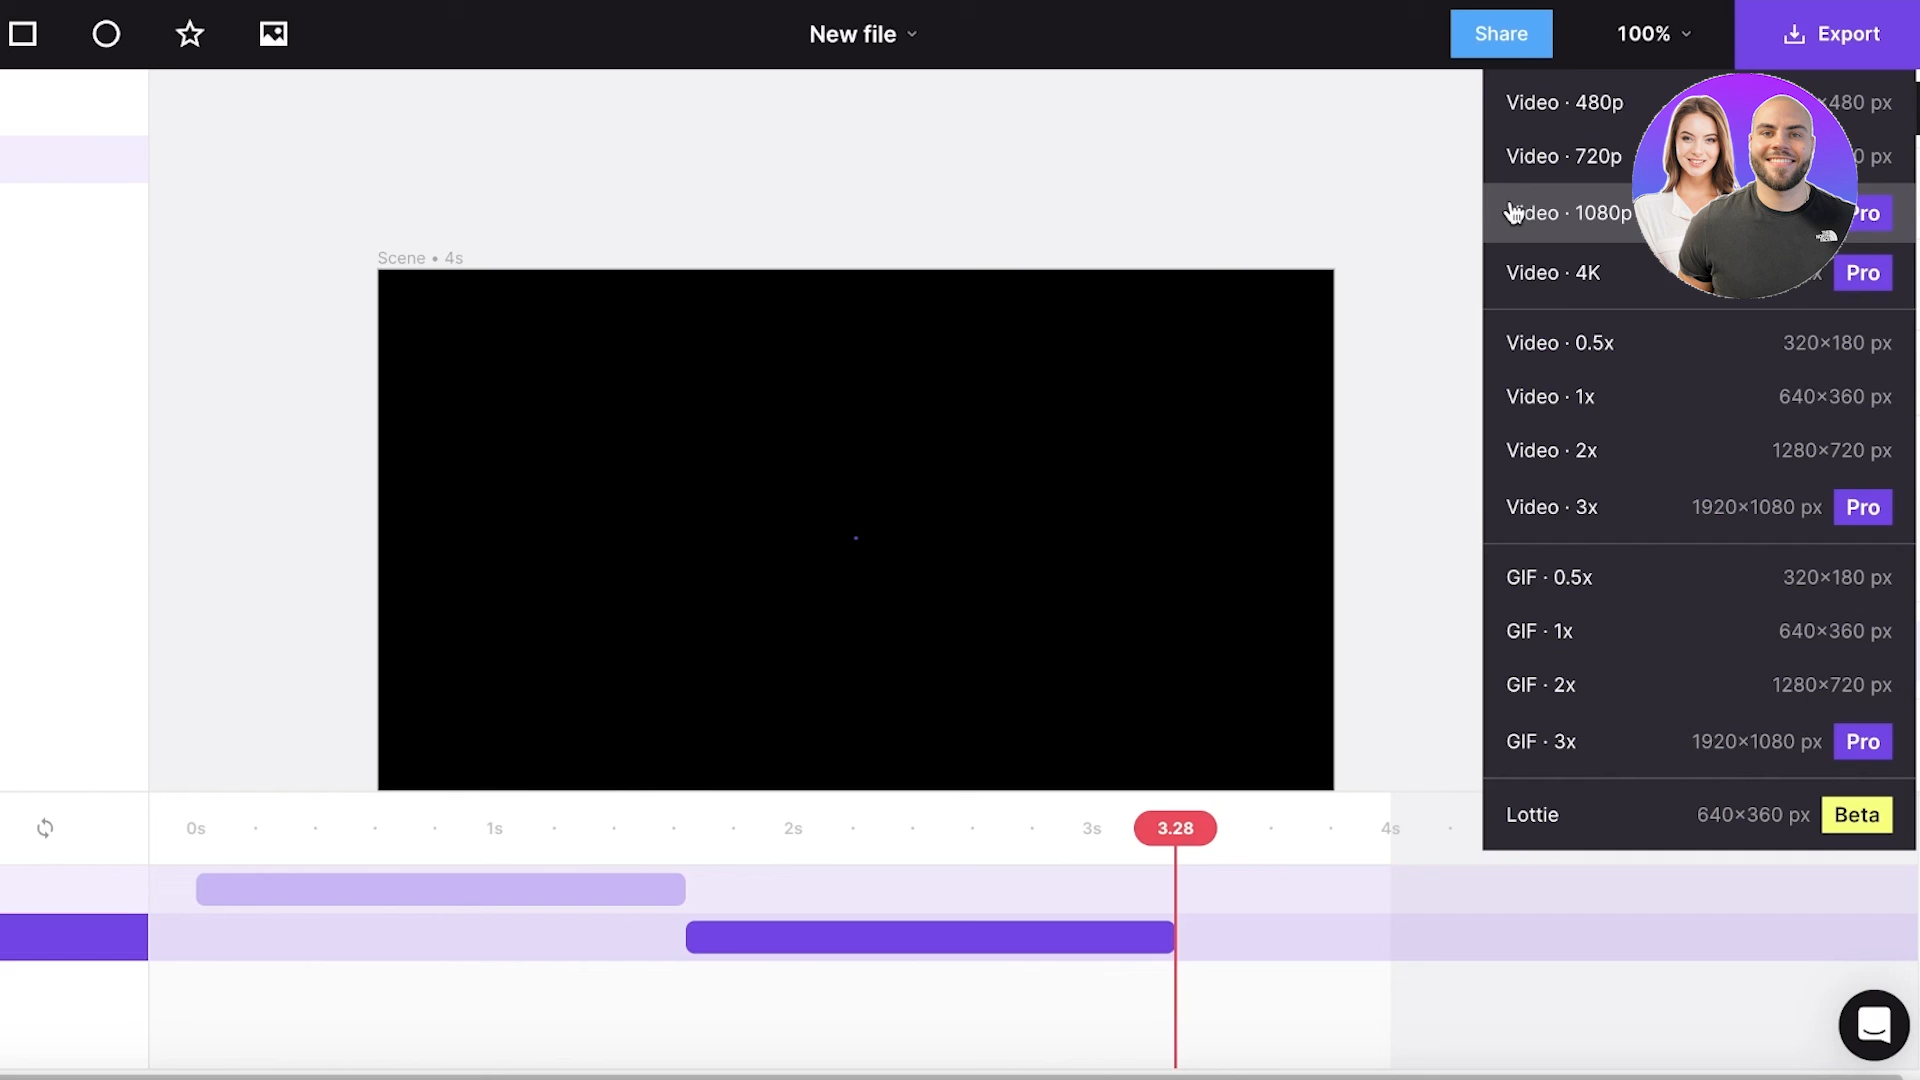 New file
Share
100%
Export
Video · 480p ×480 px
Video · 720p 0 px
Video · 1080p Pro
Video · 4K Pro
Video · 0.5x 320×180 px
Video · 1x 640×360 px
Video · 2x 1280×720 px
Video · 3x 1920×1080 px Pro
GIF · 0.5x 320×180 px
GIF · 1x 640×360 px
GIF · 2x 1280×720 px
GIF · 3x 1920×1080 px Pro
Lottie 640×360 px Beta
Scene • 4s
0s 1s 2s 3s 3.28 4s